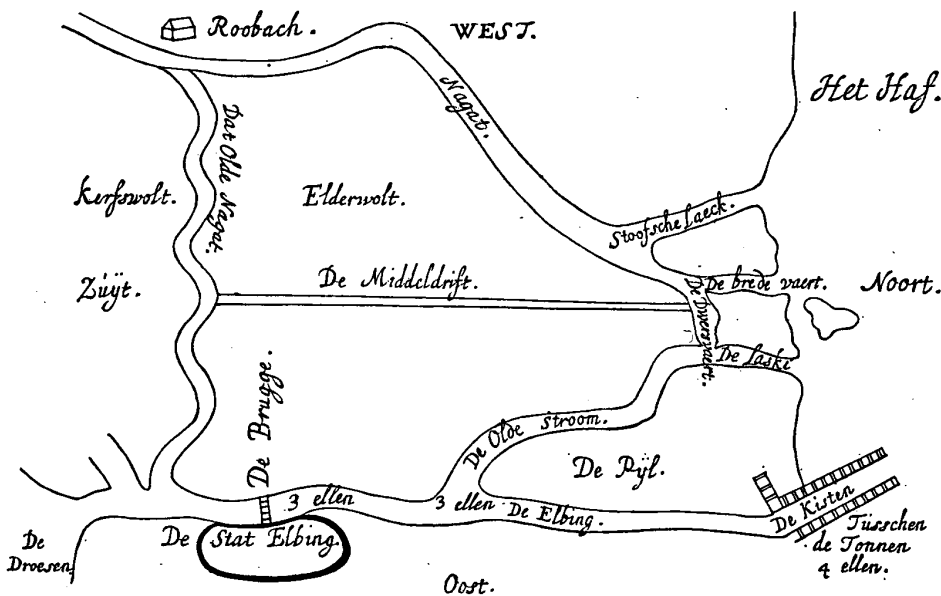 Roobach.
WEST.
Het Haf.
Nagat.
Dat Olde Nagat.
Kerfswolt.
Elderwolt.
Stoofsche Laeck.
Züÿt.
De Middeldrift.
De brede vaert.
Noort.
De Dwersvaert.
De Laski
De Brugge.
De Olde Stroom.
De Pÿl.
3 ellen
3 ellen
De Elbing.
De Kisten
De Droesen
De Stat Elbing.
Tüsschen
de Tonnen
4 ellen.
Oost.